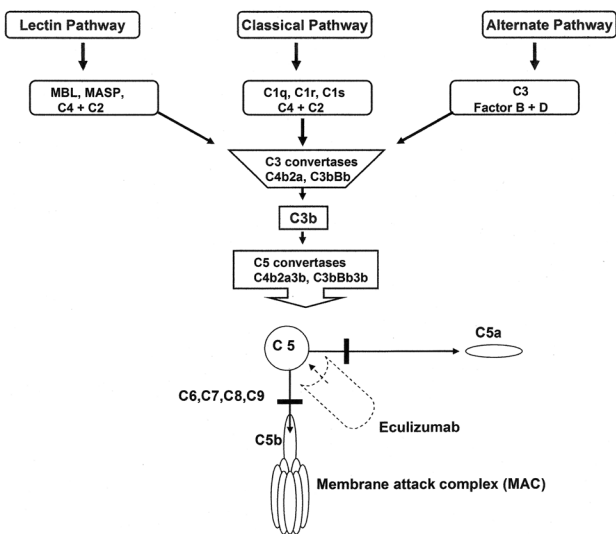 Lectin Pathway
Classical Pathway
Alternate Pathway
MBL, MASP,
C4 + C2
C1q, C1r, C1s
C4 + C2
C3
Factor B + D
C3 convertases
C4b2a, C3bBb
C3b
C5 convertases
C4b2a3b, C3bBb3b
C 5
C5a
C6,C7,C8,C9
Eculizumab
C5b
Membrane attack complex (MAC)